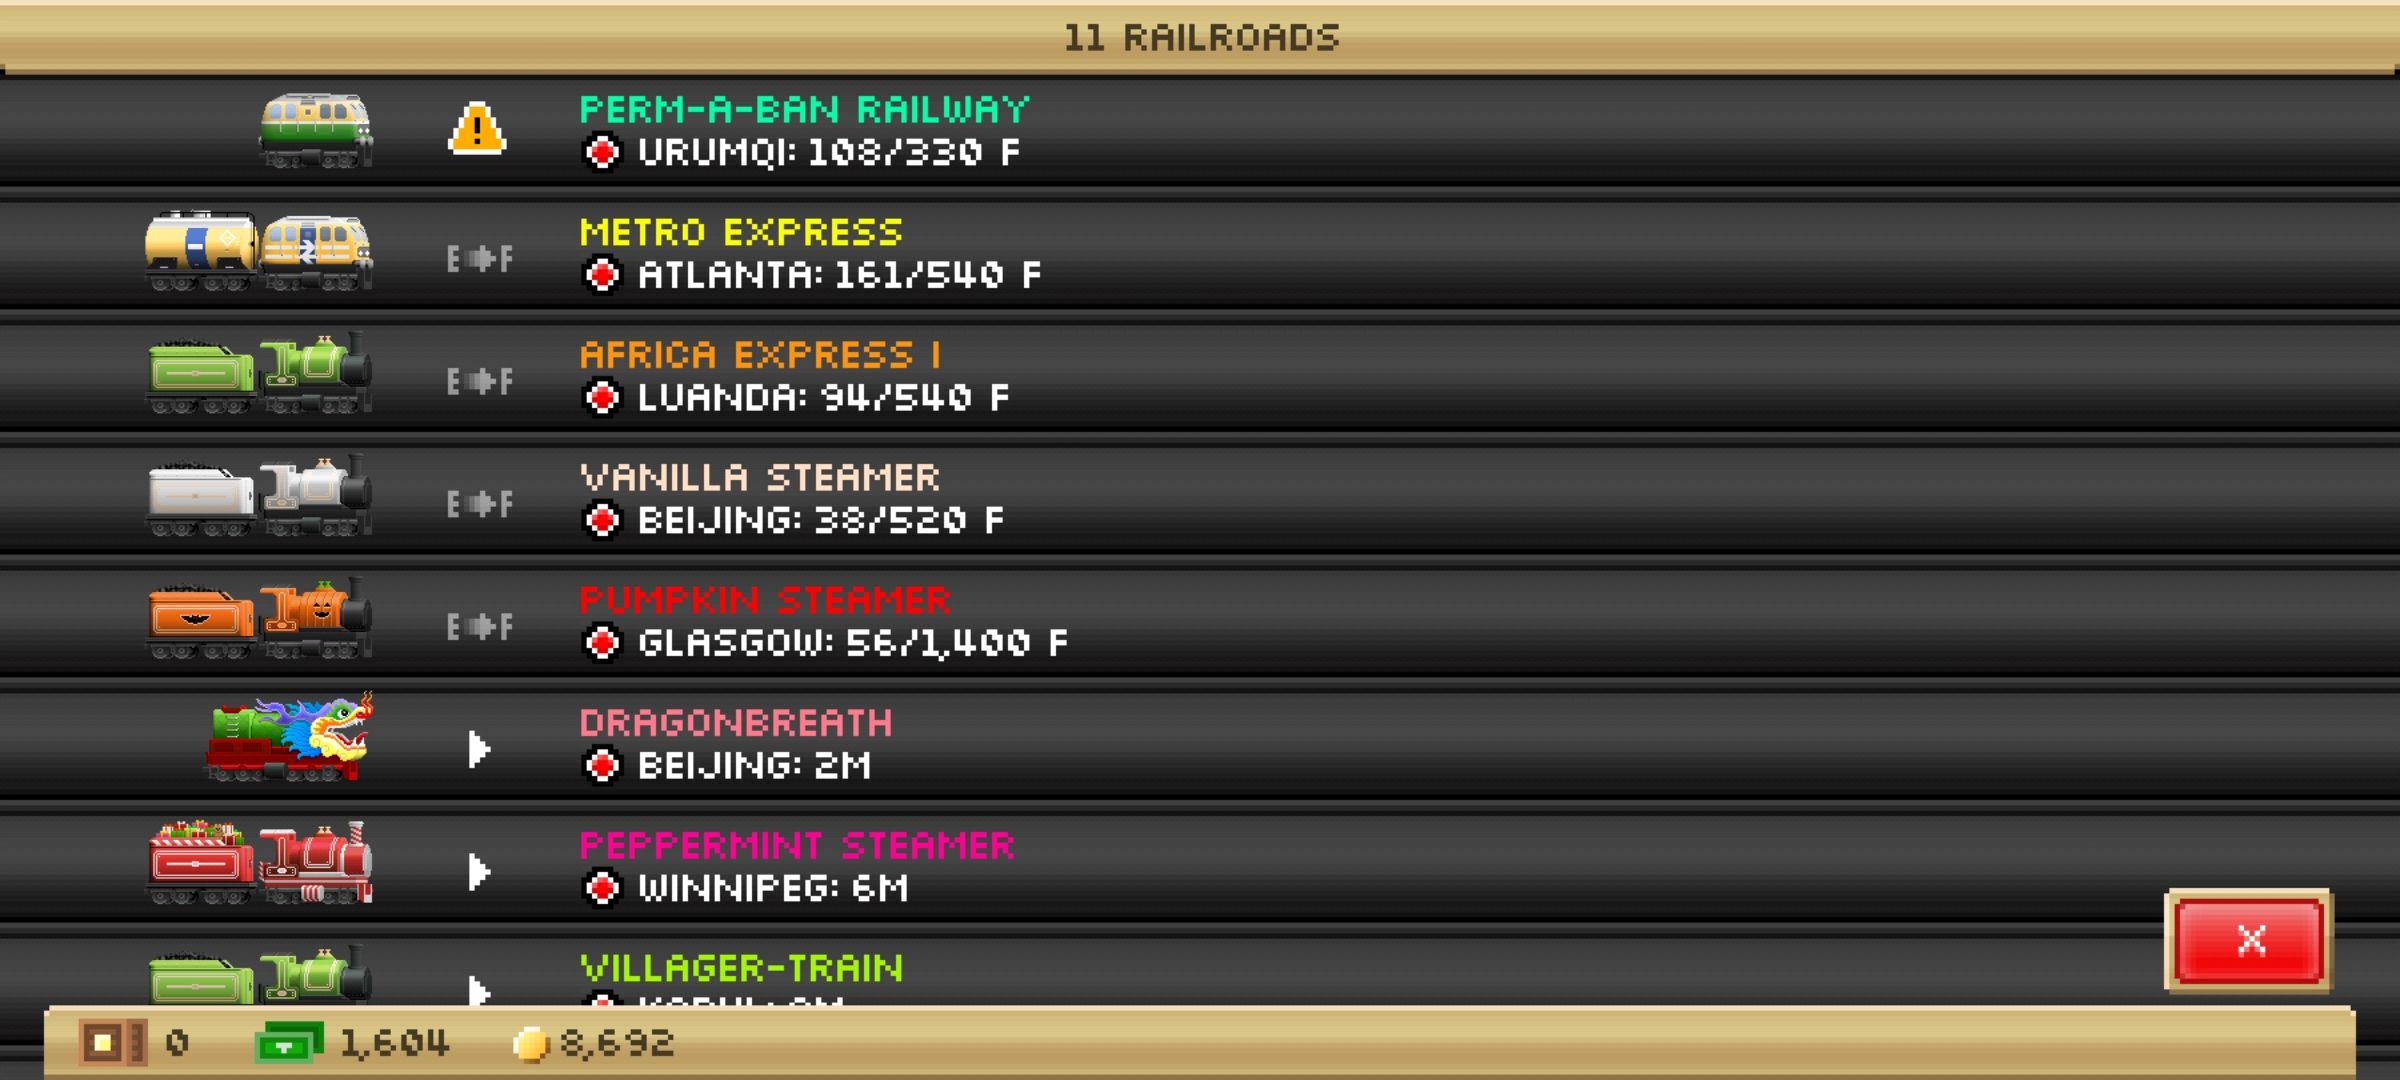 11 RAILROADS
PERM-A-BAN RAILWAY
URUMQI: 108/330 F
METRO EXPRESS
E F
ATLANTA: 161/540 F
AFRICA EXPRESS I
E F
LUANDA: 94/540 F
VANILLA STEAMER
E F
BEIJING: 38/520 F
PUMPKIN STEAMER
E F
GLASGOW: 56/1,400 F
DRAGONBREATH
BEIJING: 2M
PEPPERMINT STEAMER
WINNIPEG: 6M
VILLAGER-TRAIN
X
0 1,604 8,692